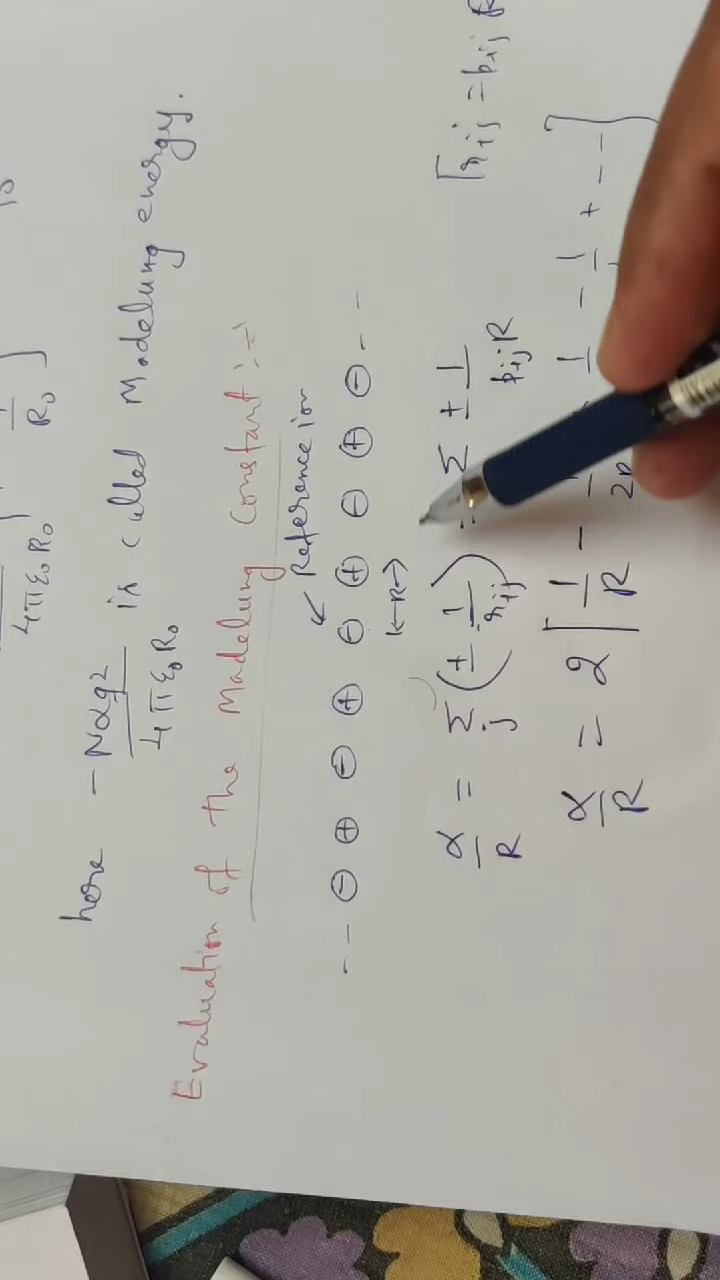 4πε₀R₀ 1/R₀ ]
here -Nαq²/4πε₀R₀ is called Madelung energy.
Evaluation of the Madelung Constant :→
↙ Reference ion
-- ⊖ ⊕ ⊖ ⊕ ⊖ ⊕ ⊖ ⊕ ⊖ --
|←R→|
α/R = Σⱼ (± 1/rᵢⱼ) = Σ ± 1/pᵢⱼR [rᵢⱼ = pᵢⱼ R
α/R = 2 [ 1/R - 2R 1 - 1 + -- ]